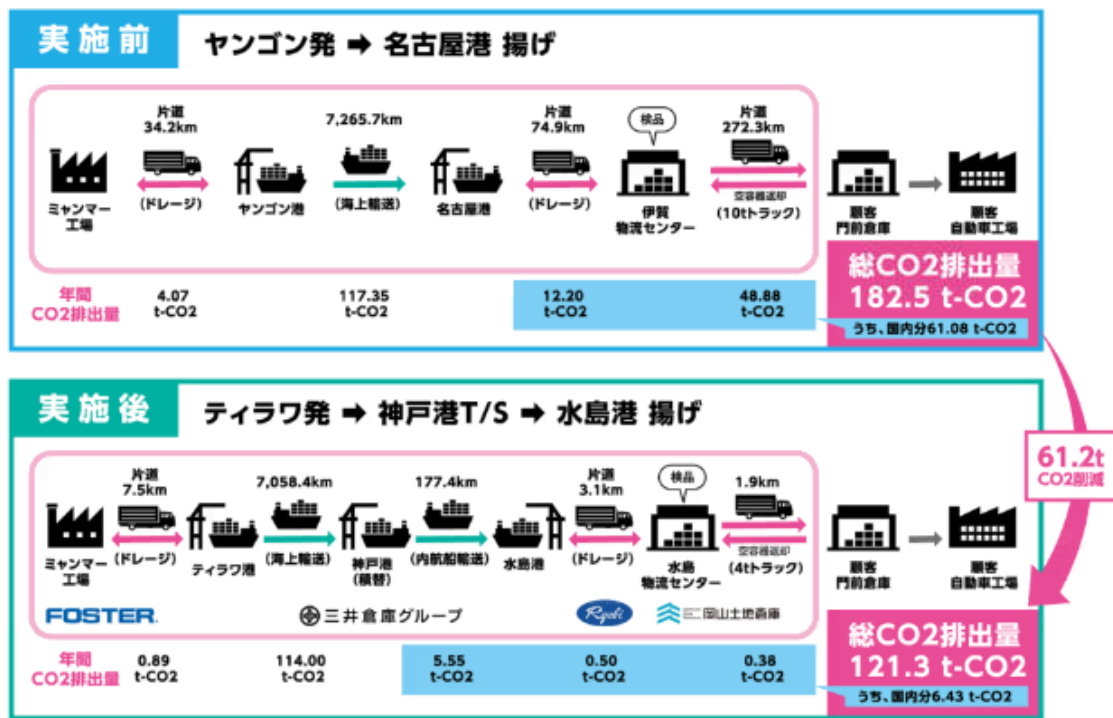 実施前
ヤンゴン発 ➡ 名古屋港 揚げ
片道
34.2km
7,265.7km
片道
74.9km
検品
片道
272.3km
ミャンマー
工場
(ドレージ)
ヤンゴン港
(海上輸送)
名古屋港
(ドレージ)
伊賀
物流センター
空容器返却
(10tトラック)
顧客
門前倉庫
顧客
自動車工場
年間
CO2排出量
4.07
t-CO2
117.35
t-CO2
12.20
t-CO2
48.88
t-CO2
総CO2排出量
182.5 t-CO2
うち、国内分61.08 t-CO2
実施後
ティラワ発 ➡ 神戸港T/S ➡ 水島港 揚げ
61.2t
CO2削減
片道
7.5km
7,058.4km
177.4km
片道
3.1km
検品
1.9km
ミャンマー
工場
(ドレージ)
ティラワ港
(海上輸送)
神戸港
(積替)
(内航船輸送)
水島港
(ドレージ)
水島
物流センター
空容器返却
(4tトラック)
顧客
門前倉庫
顧客
自動車工場
FOSTER.
三井倉庫グループ
Ryobi
岡山土地倉庫
年間
CO2排出量
0.89
t-CO2
114.00
t-CO2
5.55
t-CO2
0.50
t-CO2
0.38
t-CO2
総CO2排出量
121.3 t-CO2
うち、国内分6.43 t-CO2